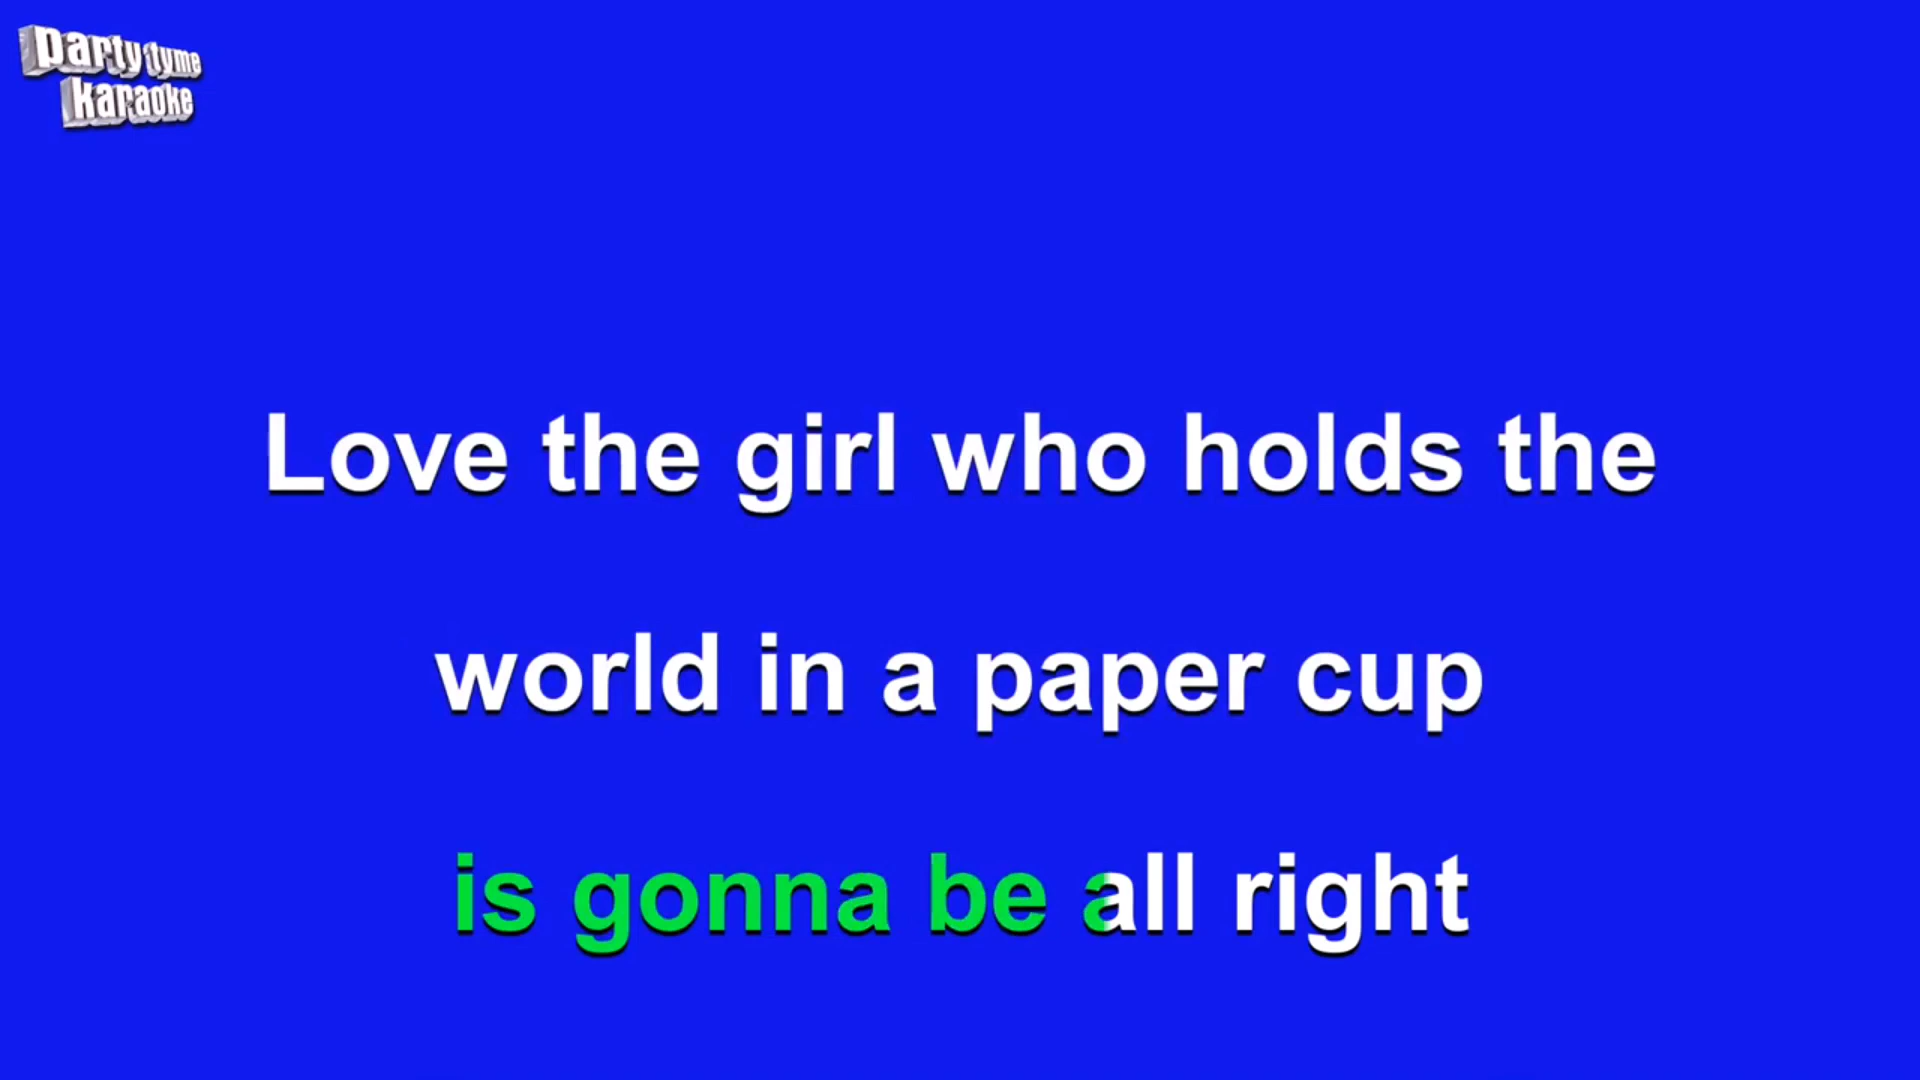 party tyme
karaoke
Love the girl who holds the
world in a paper cup
is gonna be all right